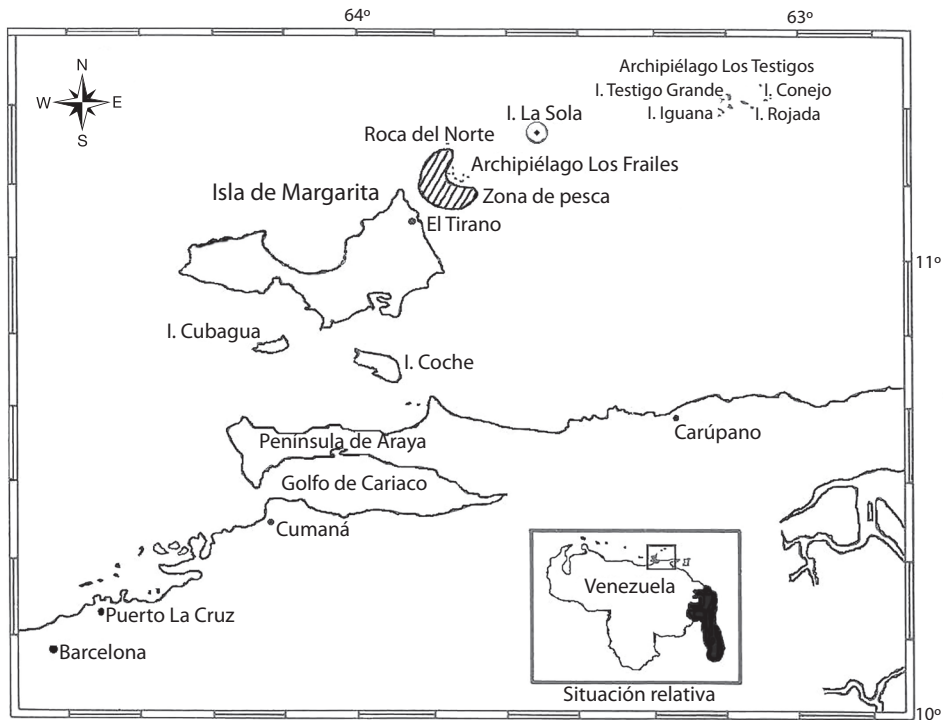 64º
63º
N
W
E
S
Archipiélago Los Testigos
I. Testigo Grande
I. Conejo
I. Iguana
I. Rojada
I. La Sola
Roca del Norte
Archipiélago Los Frailes
Isla de Margarita
Zona de pesca
El Tirano
11º
I. Cubagua
I. Coche
Carúpano
Península de Araya
Golfo de Cariaco
Cumaná
Venezuela
Puerto La Cruz
Barcelona
Situación relativa
10º